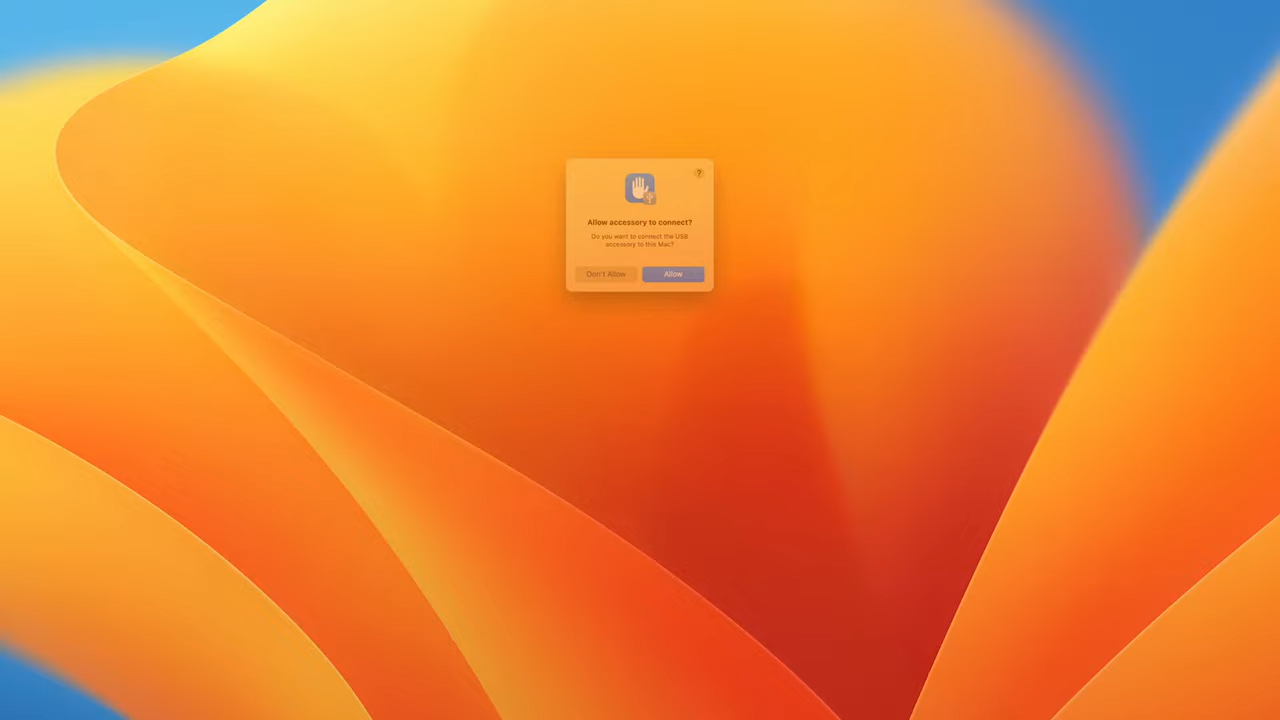 ?
Allow accessory to connect?
Do you want to connect the USB
accessory to this Mac?
Don't Allow
Allow